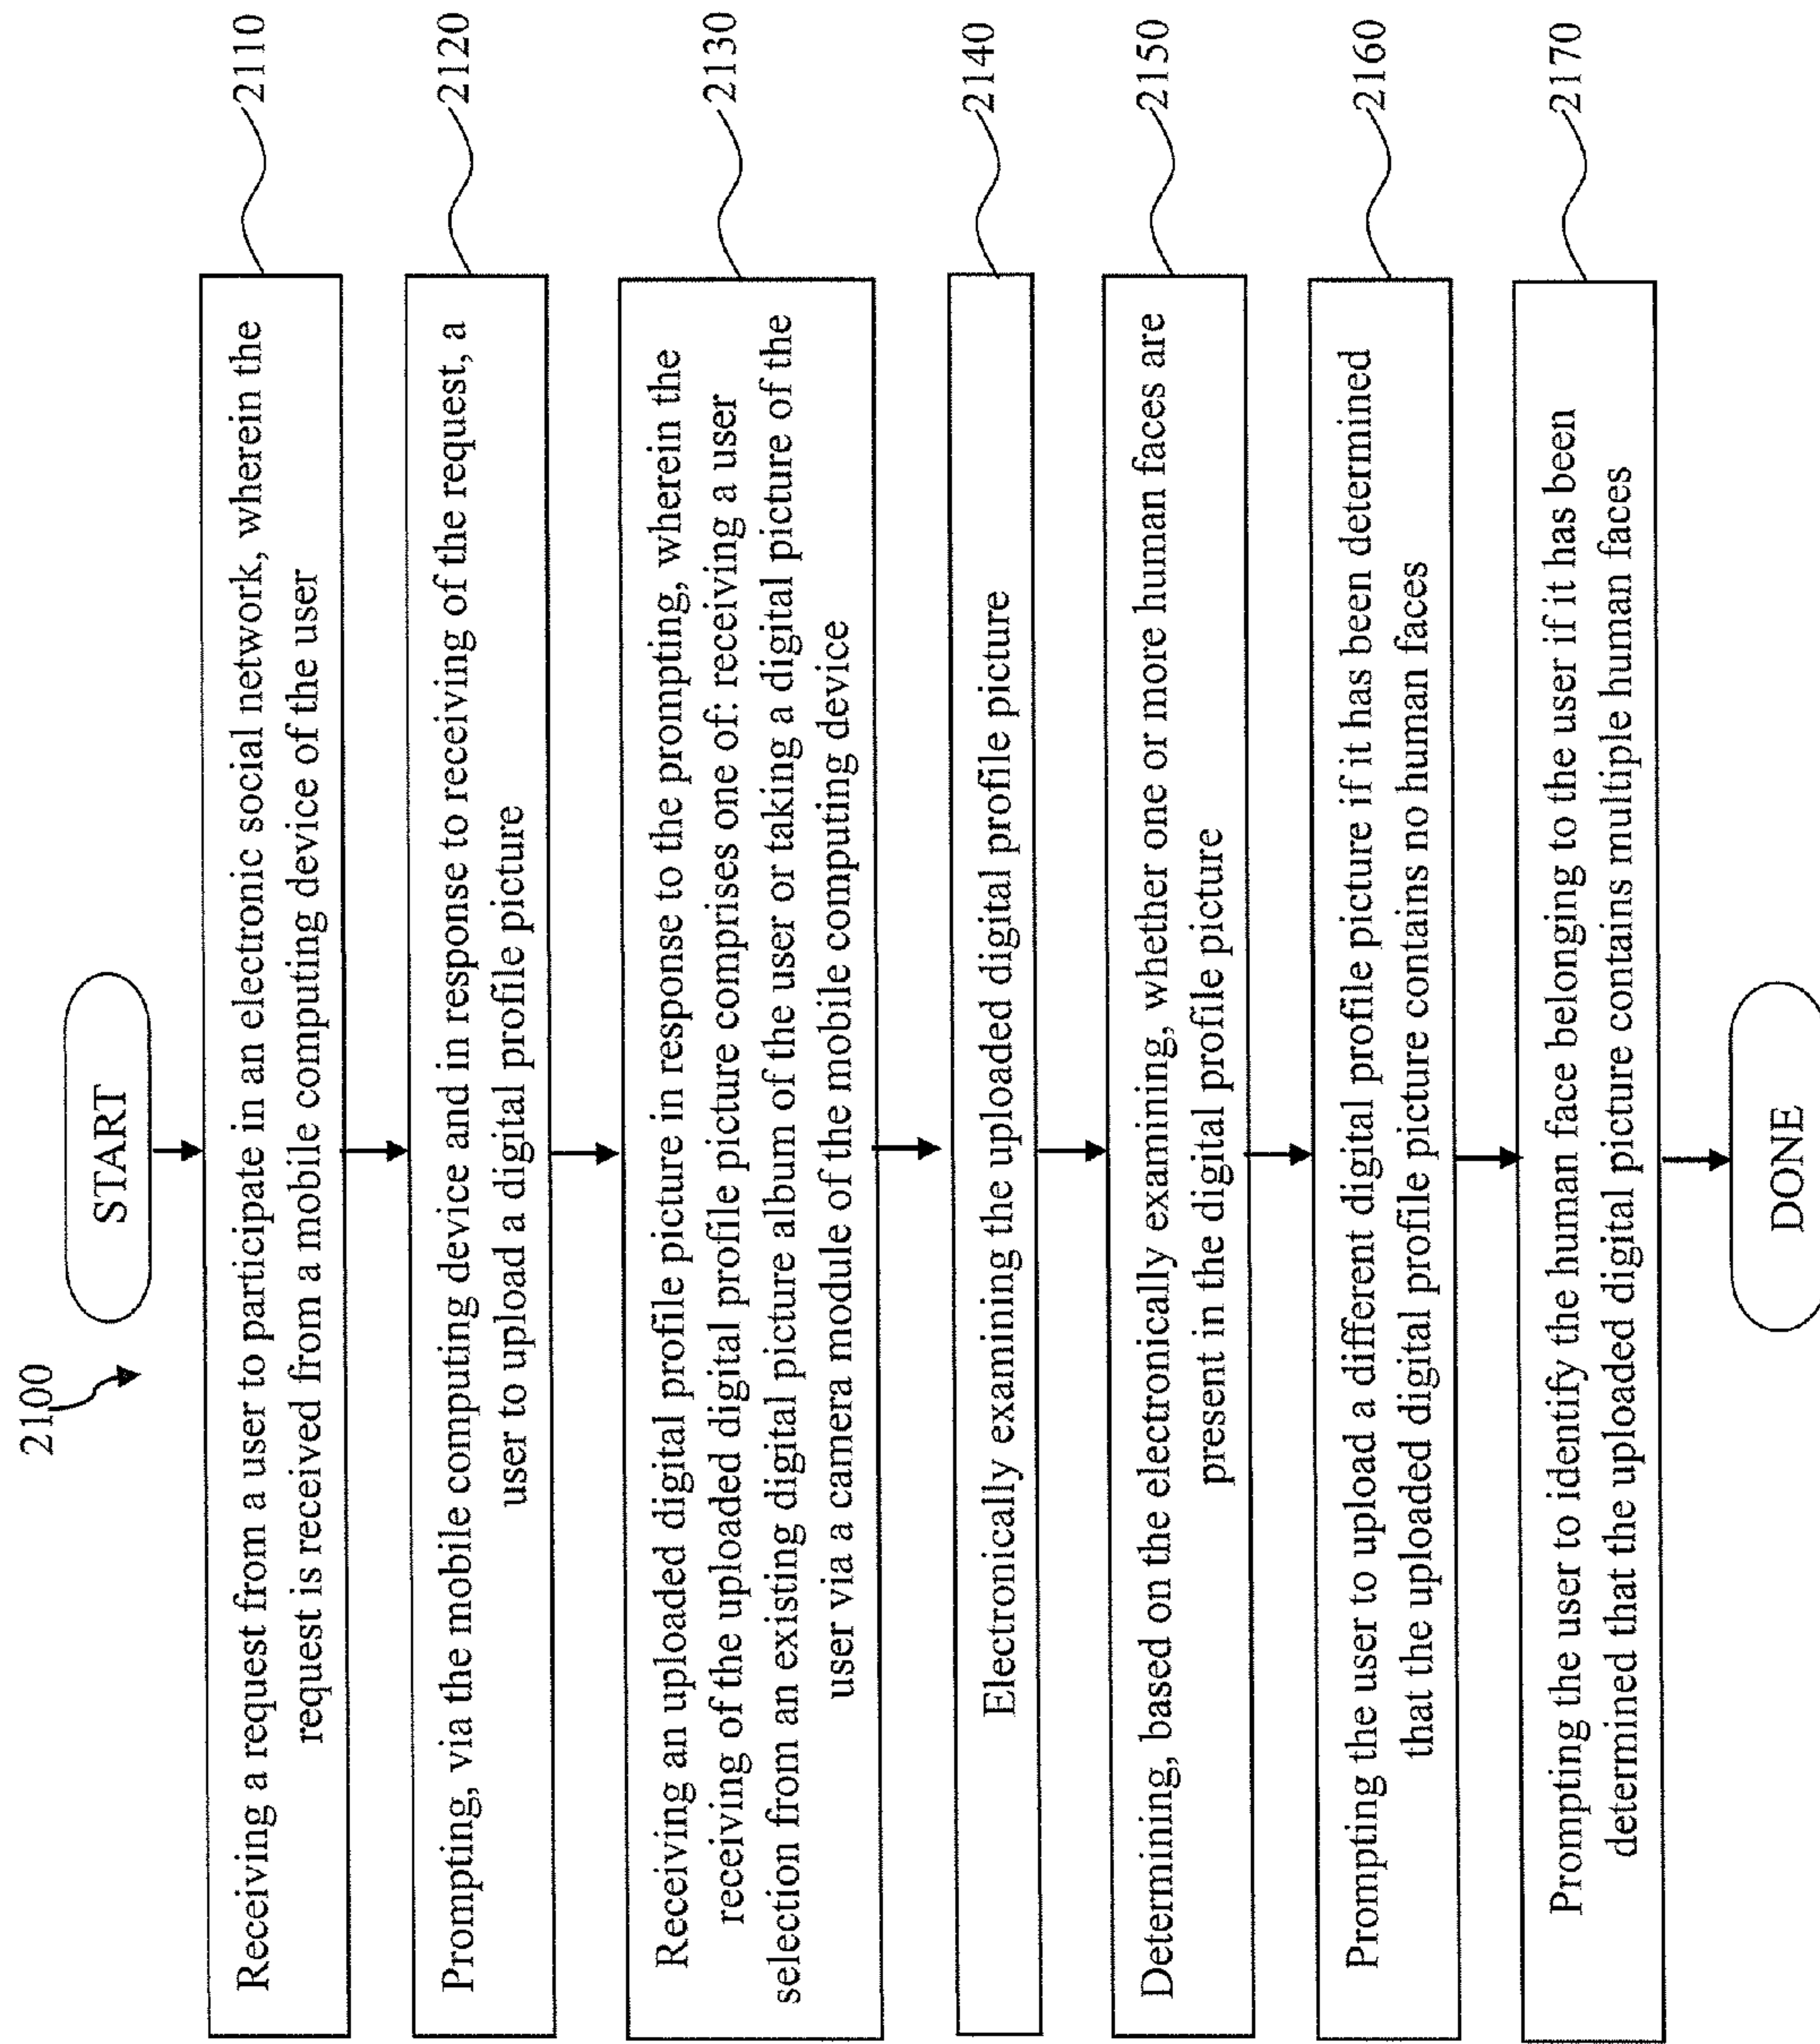 2100
START
Receiving a request from a user to participate in an electronic social network, wherein the
request is received from a mobile computing device of the user
2110
Prompting, via the mobile computing device and in response to receiving of the request, a
user to upload a digital profile picture
2120
Receiving an uploaded digital profile picture in response to the prompting, wherein the
receiving of the uploaded digital profile picture comprises one of: receiving a user
selection from an existing digital picture album of the user or taking a digital picture of the
user via a camera module of the mobile computing device
2130
Electronically examining the uploaded digital profile picture
2140
Determining, based on the electronically examining, whether one or more human faces are
present in the digital profile picture
2150
Prompting the user to upload a different digital profile picture if it has been determined
that the uploaded digital profile picture contains no human faces
2160
Prompting the user to identify the human face belonging to the user if it has been
determined that the uploaded digital picture contains multiple human faces
2170
DONE